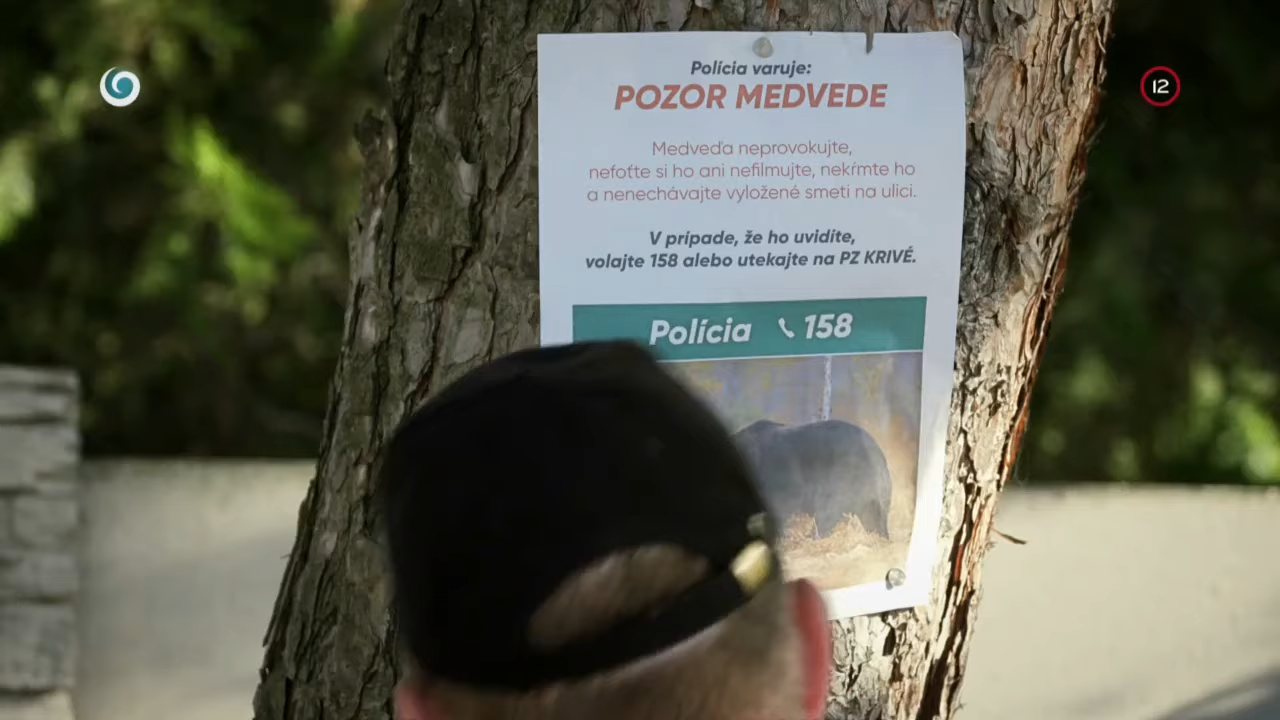 Polícia varuje:
POZOR MEDVEDE
Medveďa neprovokujte,
nefoťte si ho ani nefilmujte, nekŕmte ho
a nenechávajte vyložené smeti na ulici.
V prípade, že ho uvidíte,
volajte 158 alebo utekajte na PZ KRIVÉ.
Polícia 158
12